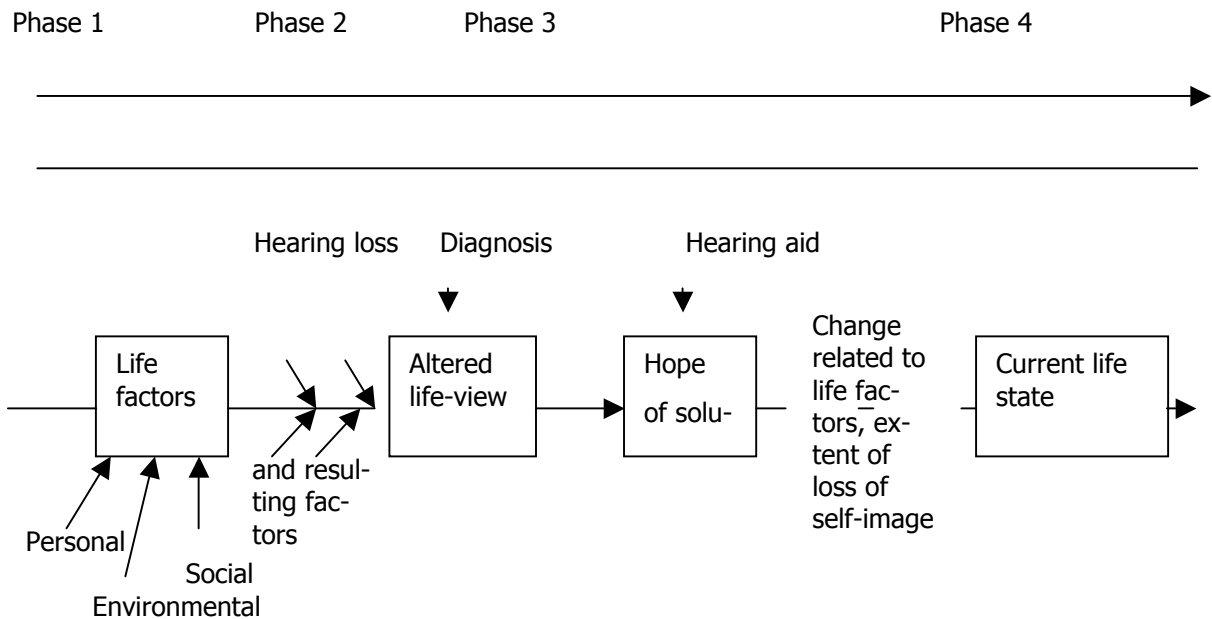 Phase 1 Phase 2 Phase 3 Phase 4
Hearing loss Diagnosis Hearing aid
Life
factors
Altered
life-view
Hope
of solu-
Change
related to
life fac-
tors, ex-
tent of
loss of
self-image
Current life
state
and resul-
ting fac-
tors
Personal
Social
Environmental